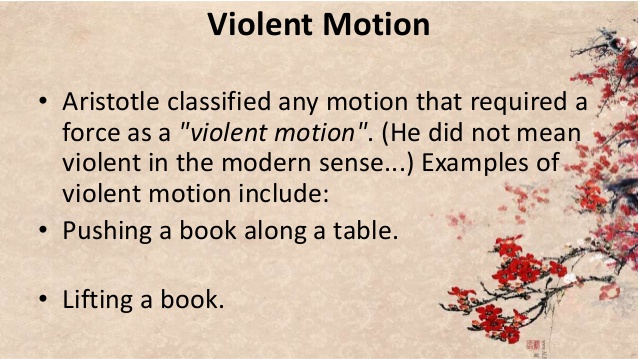 Violent Motion
• Aristotle classified any motion that required a
force as a "violent motion". (He did not mean
violent in the modern sense...) Examples of
violent motion include:
• Pushing a book along a table.
• Lifting a book.